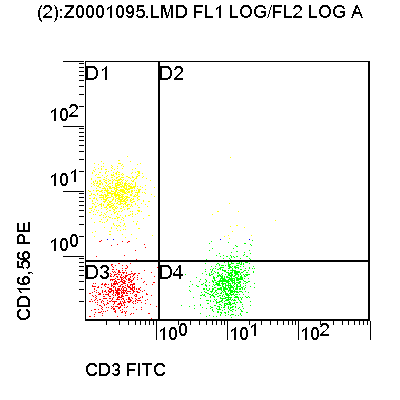 (2):Z0001095.LMD FL1 LOG/FL2 LOG A
D1
D2
10²
10¹
10⁰
D3
D4
10⁰
10¹
10²
CD16,56 PE
CD3 FITC